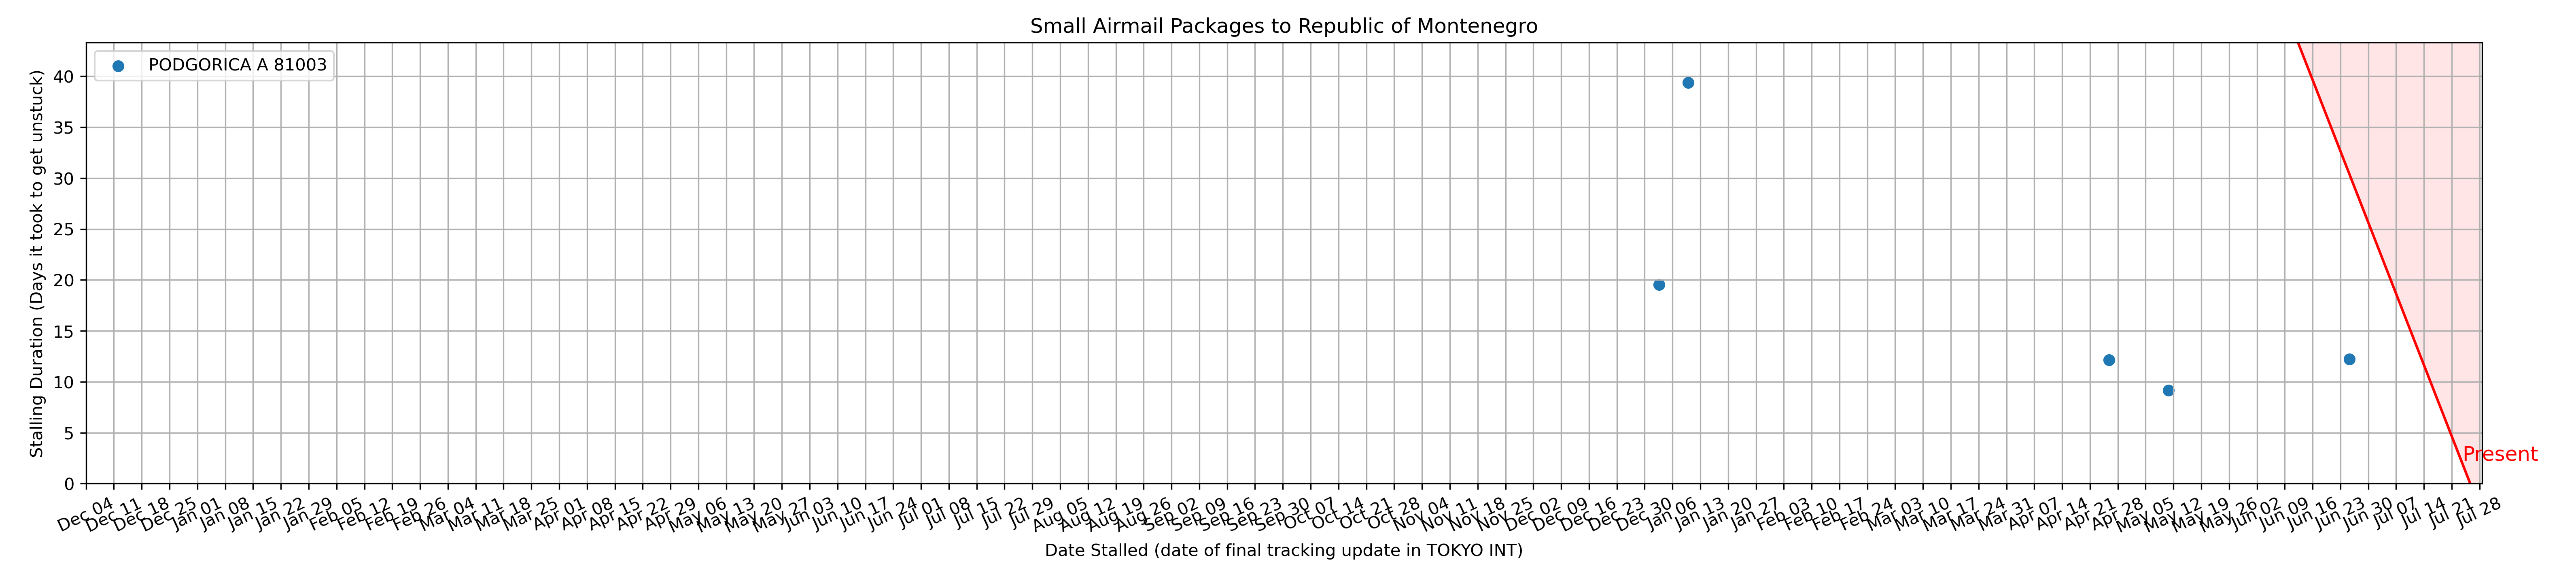 Small Airmail Packages to Republic of Montenegro
PODGORICA A 81003
Stalling Duration (Days it took to get unstuck)
40
35
30
25
20
15
10
5
0
Present
Dec 04
Dec 11
Dec 18
Dec 25
Jan 01
Jan 08
Jan 15
Jan 22
Jan 29
Feb 05
Feb 12
Feb 19
Feb 26
Mar 04
Mar 11
Mar 18
Mar 25
Apr 01
Apr 08
Apr 15
Apr 22
Apr 29
May 06
May 13
May 20
May 27
Jun 03
Jun 10
Jun 17
Jun 24
Jul 01
Jul 08
Jul 15
Jul 22
Jul 29
Aug 05
Aug 12
Aug 19
Aug 26
Sep 02
Sep 09
Sep 16
Sep 23
Sep 30
Oct 07
Oct 14
Oct 21
Oct 28
Nov 04
Nov 11
Nov 18
Nov 25
Dec 02
Dec 09
Dec 16
Dec 23
Dec 30
Jan 06
Jan 13
Jan 20
Jan 27
Feb 03
Feb 10
Feb 17
Feb 24
Mar 03
Mar 10
Mar 17
Mar 24
Mar 31
Apr 07
Apr 14
Apr 21
Apr 28
May 05
May 12
May 19
May 26
Jun 02
Jun 09
Jun 16
Jun 23
Jun 30
Jul 07
Jul 14
Jul 21
Jul 28
Date Stalled (date of final tracking update in TOKYO INT)